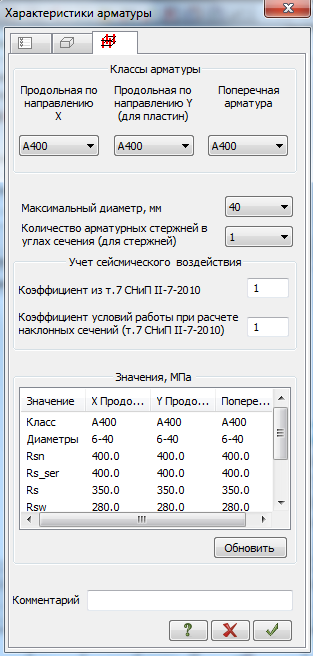 Характеристики арматуры
Классы арматуры
Продольная по направлению X
Продольная по направлению Y (для пластин)
Поперечная арматура
A400 A400 A400
Максимальный диаметр, мм 40
Количество арматурных стержней в
углах сечения (для стержней) 1
Учет сейсмического воздействия
Коэффициент из т.7 СНиП II-7-2010 1
Коэффициент условий работы при расчете
наклонных сечений (т.7 СНиП II-7-2010) 1
Значения, МПа
Значение X Продо... Y Продо... Попере...
Класс A400 A400 A400
Диаметры 6-40 6-40 6-40
Rsn 400.0 400.0 400.0
Rs_ser 400.0 400.0 400.0
Rs 350.0 350.0 350.0
Rsw 280.0 280.0 280.0
Обновить
Комментарий
?